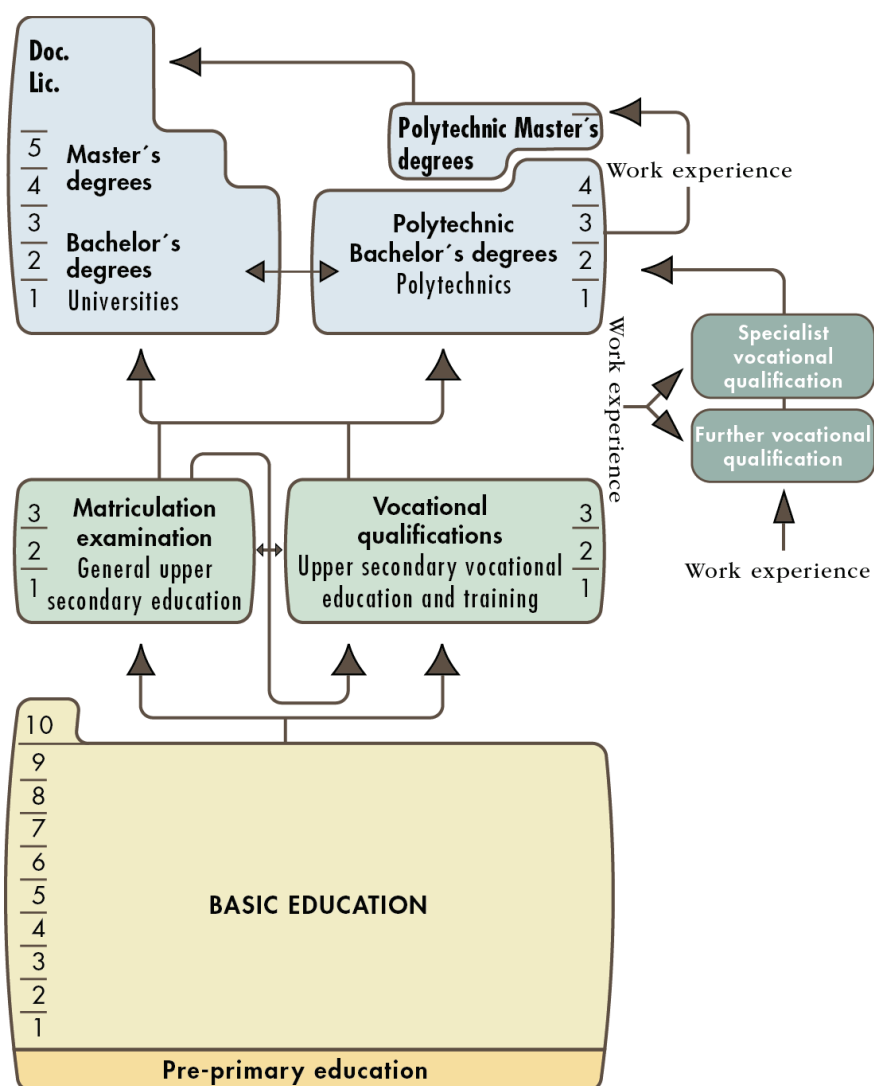 Doc.
Lic.
5
4
3
2
1
Master´s
degrees
Bachelor´s
degrees
Universities
Polytechnic Master´s
degrees
Work experience
Polytechnic
Bachelor´s degrees
Polytechnics
4
3
2
1
Work experience
Specialist
vocational
qualification
Further vocational
qualification
Work experience
3
2
1
Matriculation
examination
General upper
secondary education
Vocational
qualifications
Upper secondary vocational
education and training
3
2
1
10
9
8
7
6
5
4
3
2
1
BASIC EDUCATION
Pre-primary education